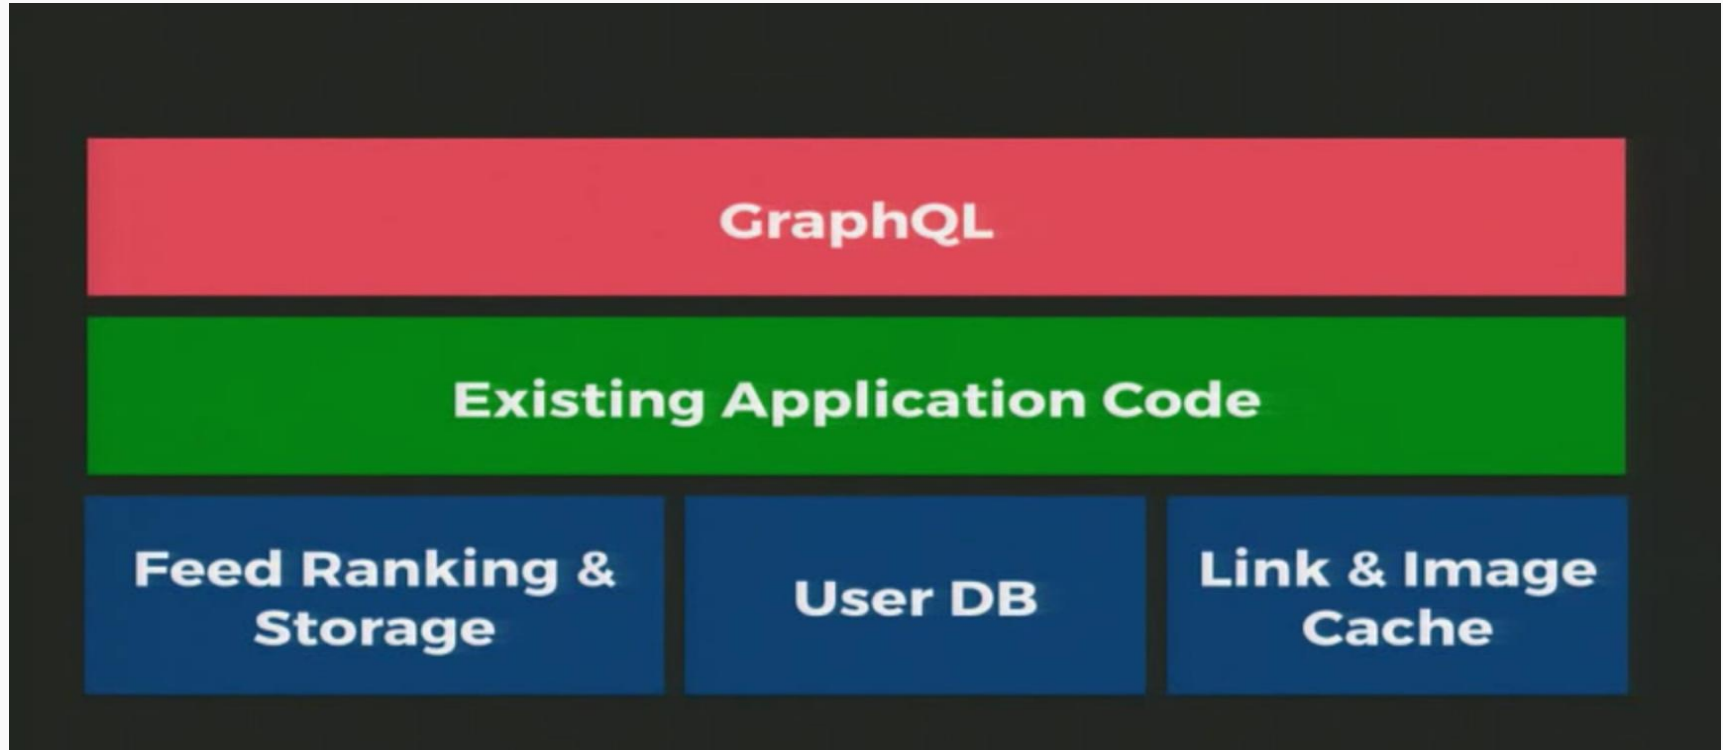 GraphQL
Existing Application Code
Feed Ranking &
Storage
User DB
Link & Image
Cache